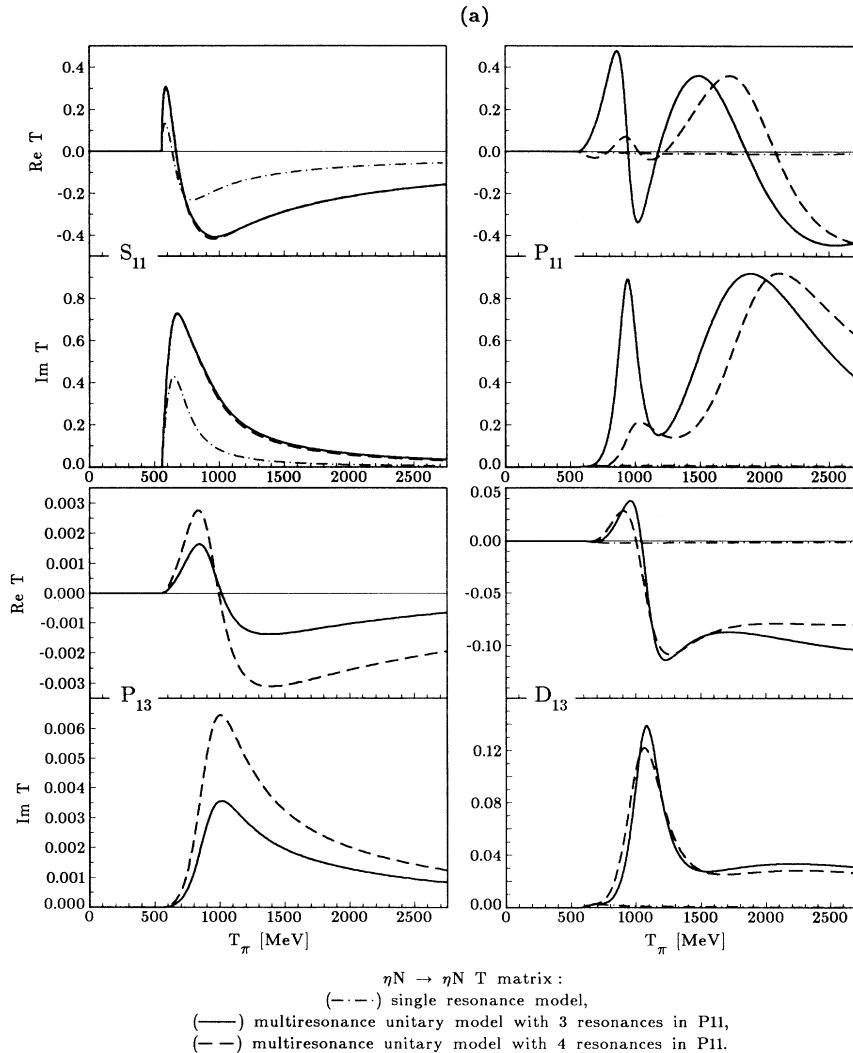 (a)
0.4
0.2
0.0
-0.2
-0.4
Re T
S11
0.8
0.6
0.4
0.2
0.0
Im T
0 500 1000 1500 2000 2500
0.4
0.2
0.0
-0.2
-0.4
Re T
P11
0.8
0.6
0.4
0.2
0.0
Im T
0 500 1000 1500 2000 2500
0.003
0.002
0.001
0.000
-0.001
-0.002
-0.003
Re T
P13
0.006
0.005
0.004
0.003
0.002
0.001
0.000
Im T
0 500 1000 1500 2000 2500
Tπ [MeV]
0.05
0.00
-0.05
-0.10
D13
0.12
0.08
0.04
0.00
0 500 1000 1500 2000 2500
Tπ [MeV]
ηN → ηN T matrix :
(—·—·—) single resonance model,
(——) multiresonance unitary model with 3 resonances in P11,
(— —) multiresonance unitary model with 4 resonances in P11.